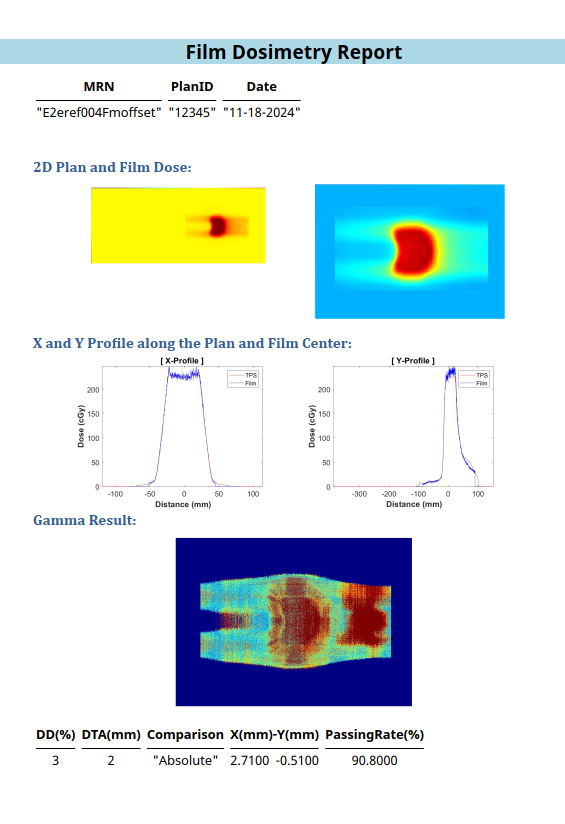 Film Dosimetry Report
MRN PlanID Date
"E2eref004Fmoffset" "12345" "11-18-2024"
2D Plan and Film Dose:
X and Y Profile along the Plan and Film Center:
[ X-Profile ] [ Y-Profile ]
TPS TPS
Film Film
200 200
150 150
100 100
50 50
0 0
Dose (cGy) Dose (cGy)
-100 -50 0 50 100 -300 -200 -100 0 100
Distance (mm) Distance (mm)
Gamma Result:
DD(%) DTA(mm) Comparison X(mm)-Y(mm) PassingRate(%)
3 2 "Absolute" 2.7100 -0.5100 90.8000